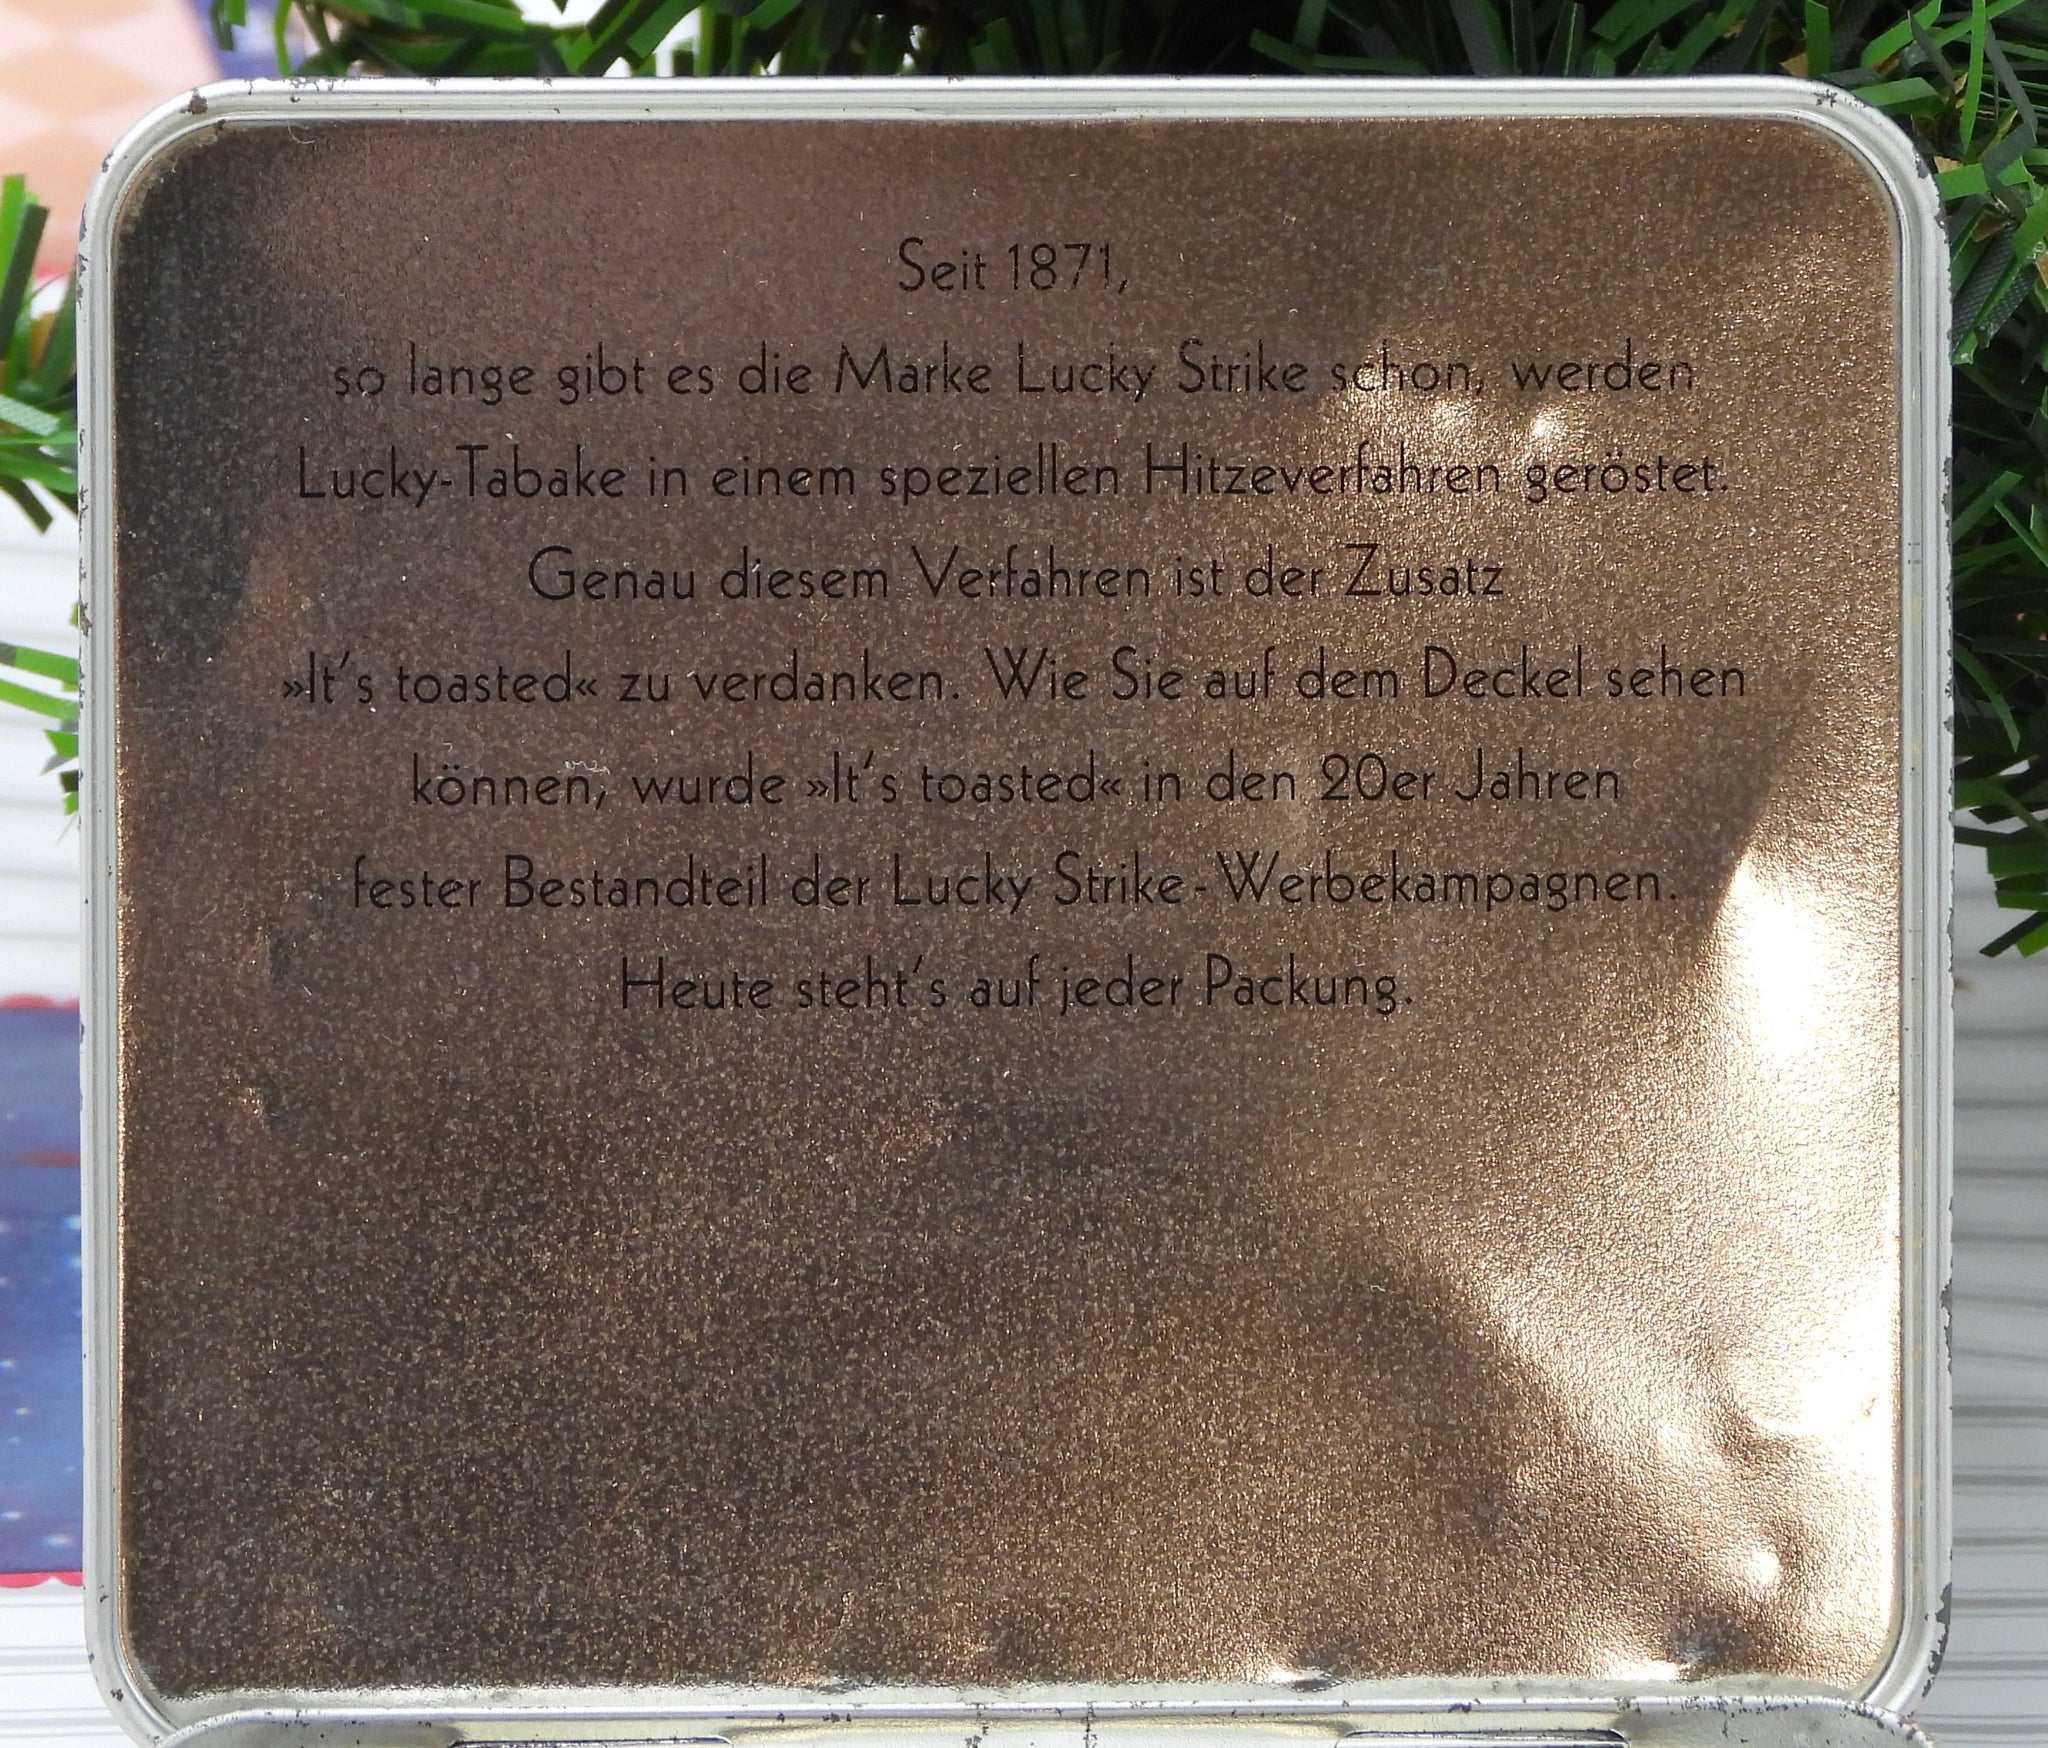 Seit 1871,
so lange gibt es die Marke Lucky Strike schon, werden
Lucky-Tabake in einem speziellen Hitzeverfahren geröstet.
Genau diesem Verfahren ist der Zusatz
»It's toasted« zu verdanken. Wie Sie auf dem Deckel sehen
können, wurde »It's toasted« in den 20er Jahren
fester Bestandteil der Lucky Strike-Werbekampagnen.
Heute steht's auf jeder Packung.